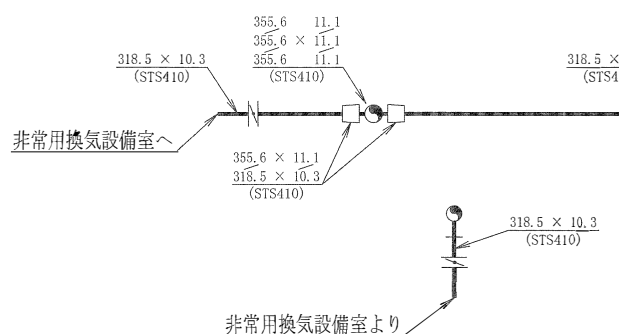 355.6 11.1
355.6 × 11.1
355.6 11.1
(STS410)
318.5 × 10.3
(STS410)
318.5 ×
(STS4
非常用換気設備室へ
355.6 × 11.1
318.5 × 10.3
(STS410)
318.5 × 10.3
(STS410)
非常用換気設備室より